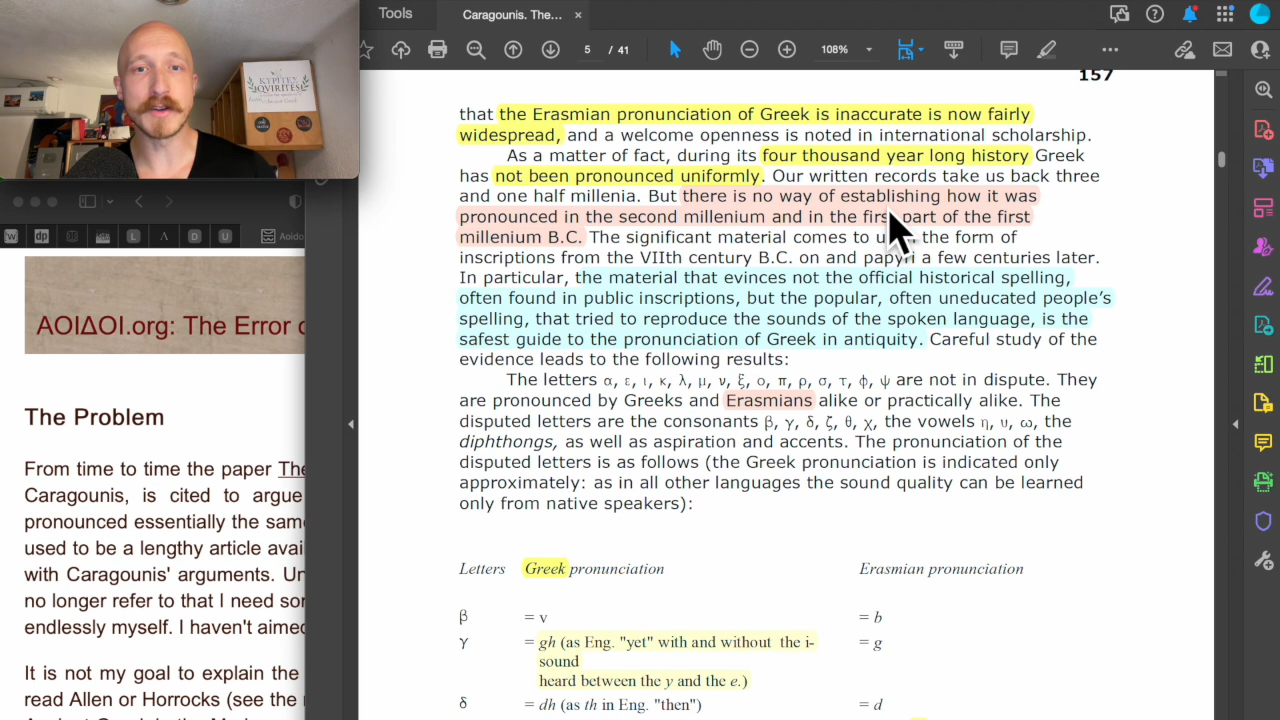 Tools
Caragounis. The... ×
5 / 41
108%
157
that the Erasmian pronunciation of Greek is inaccurate is now fairly
widespread, and a welcome openness is noted in international scholarship.
As a matter of fact, during its four thousand year long history Greek
has not been pronounced uniformly. Our written records take us back three
and one half millenia. But there is no way of establishing how it was
pronounced in the second millenium and in the first part of the first
millenium B.C. The significant material comes to us in the form of
inscriptions from the VIIth century B.C. on and papyri a few centuries later.
In particular, the material that evinces not the official historical spelling,
often found in public inscriptions, but the popular, often uneducated people's
spelling, that tried to reproduce the sounds of the spoken language, is the
safest guide to the pronunciation of Greek in antiquity. Careful study of the
evidence leads to the following results:
The letters α, ε, ι, κ, λ, μ, ν, ξ, ο, π, ρ, σ, τ, φ, ψ are not in dispute. They
are pronounced by Greeks and Erasmians alike or practically alike. The
disputed letters are the consonants β, γ, δ, ζ, θ, χ, the vowels η, υ, ω, the
diphthongs, as well as aspiration and accents. The pronunciation of the
disputed letters is as follows (the Greek pronunciation is indicated only
approximately: as in all other languages the sound quality can be learned
only from native speakers):
Letters Greek pronunciation Erasmian pronunciation
β = v = b
γ = gh (as Eng. "yet" with and without the i- = g
sound
heard between the y and the e.)
δ = dh (as th in Eng. "then") = d
ΚΥΡΙΤΕΣ
QVIRITES
W dp L Λ D U Aoido
ΑΟΙΔΟΙ.org: The Error o
The Problem
From time to time the paper The
Caragounis, is cited to argue
pronounced essentially the sam
used to be a lengthy article avai
with Caragounis' arguments. Un
no longer refer to that I need son
endlessly myself. I haven't aimed
It is not my goal to explain the
read Allen or Horrocks (see the